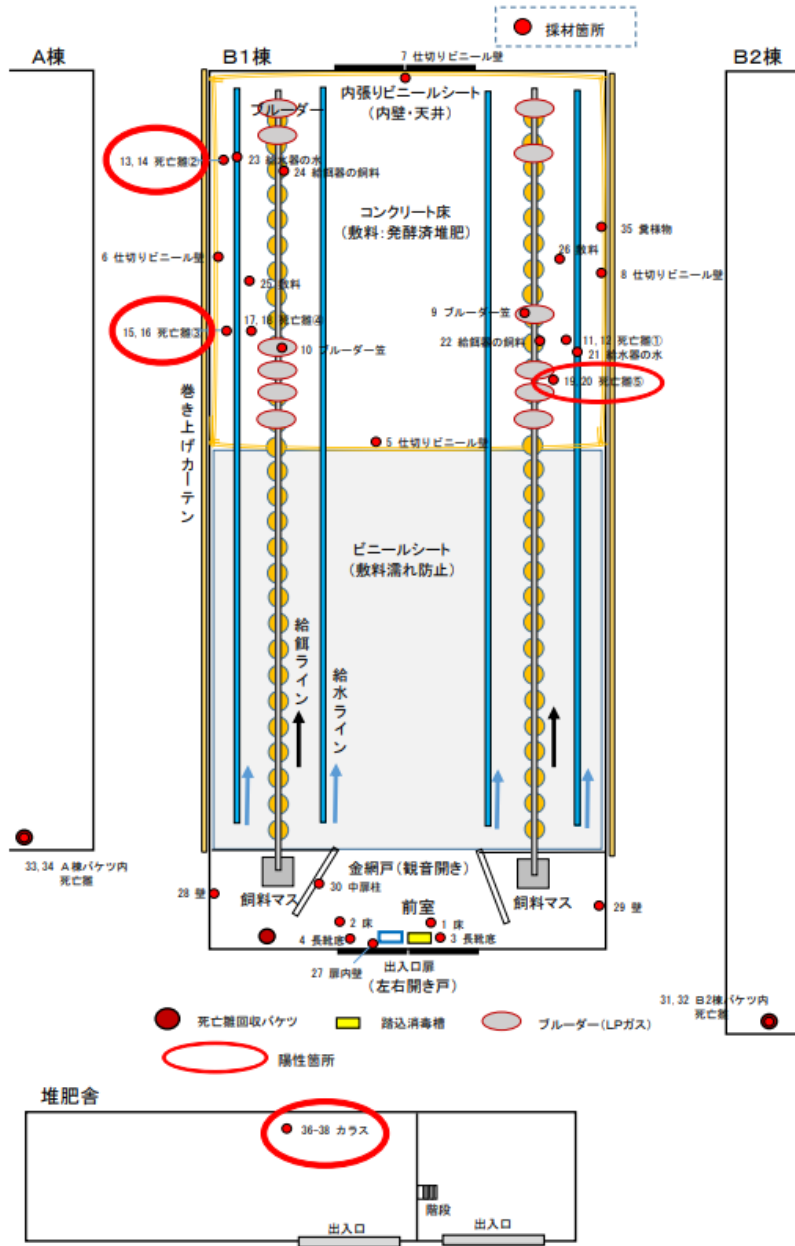 採材箇所
A棟
B1棟
7 仕切りビニール壁
B2棟
内張りビニールシート
(内壁・天井)
ブルーダー
13,14 死亡雛②
23 給水器の水
24 給餌器の飼料
コンクリート床
(敷料:発酵済堆肥)
35 糞様物
26 敷料
6 仕切りビニール壁
8 仕切りビニール壁
25 敷料
9 ブルーダー笠
15,16 死亡雛③
17,18 死亡雛④
22 給餌器の飼料
11,12 死亡雛①
10 ブルーダー笠
21 給水器の水
19,20 死亡雛⑤
巻き上げカーテン
5 仕切りビニール壁
ビニールシート
(敷料濡れ防止)
給餌ライン
給水ライン
33,34 A棟バケツ内
死亡雛
金網戸(観音開き)
30 中扉柱
28 壁
飼料マス
前室
飼料マス
29 壁
2 床
1 床
4 長靴底
3 長靴底
27 扉内壁
出入口扉
(左右開き戸)
31,32 B2棟バケツ内
死亡雛
死亡雛回収バケツ
踏込消毒槽
ブルーダー(LPガス)
陽性箇所
堆肥舎
36-38 カラス
階段
出入口
出入口